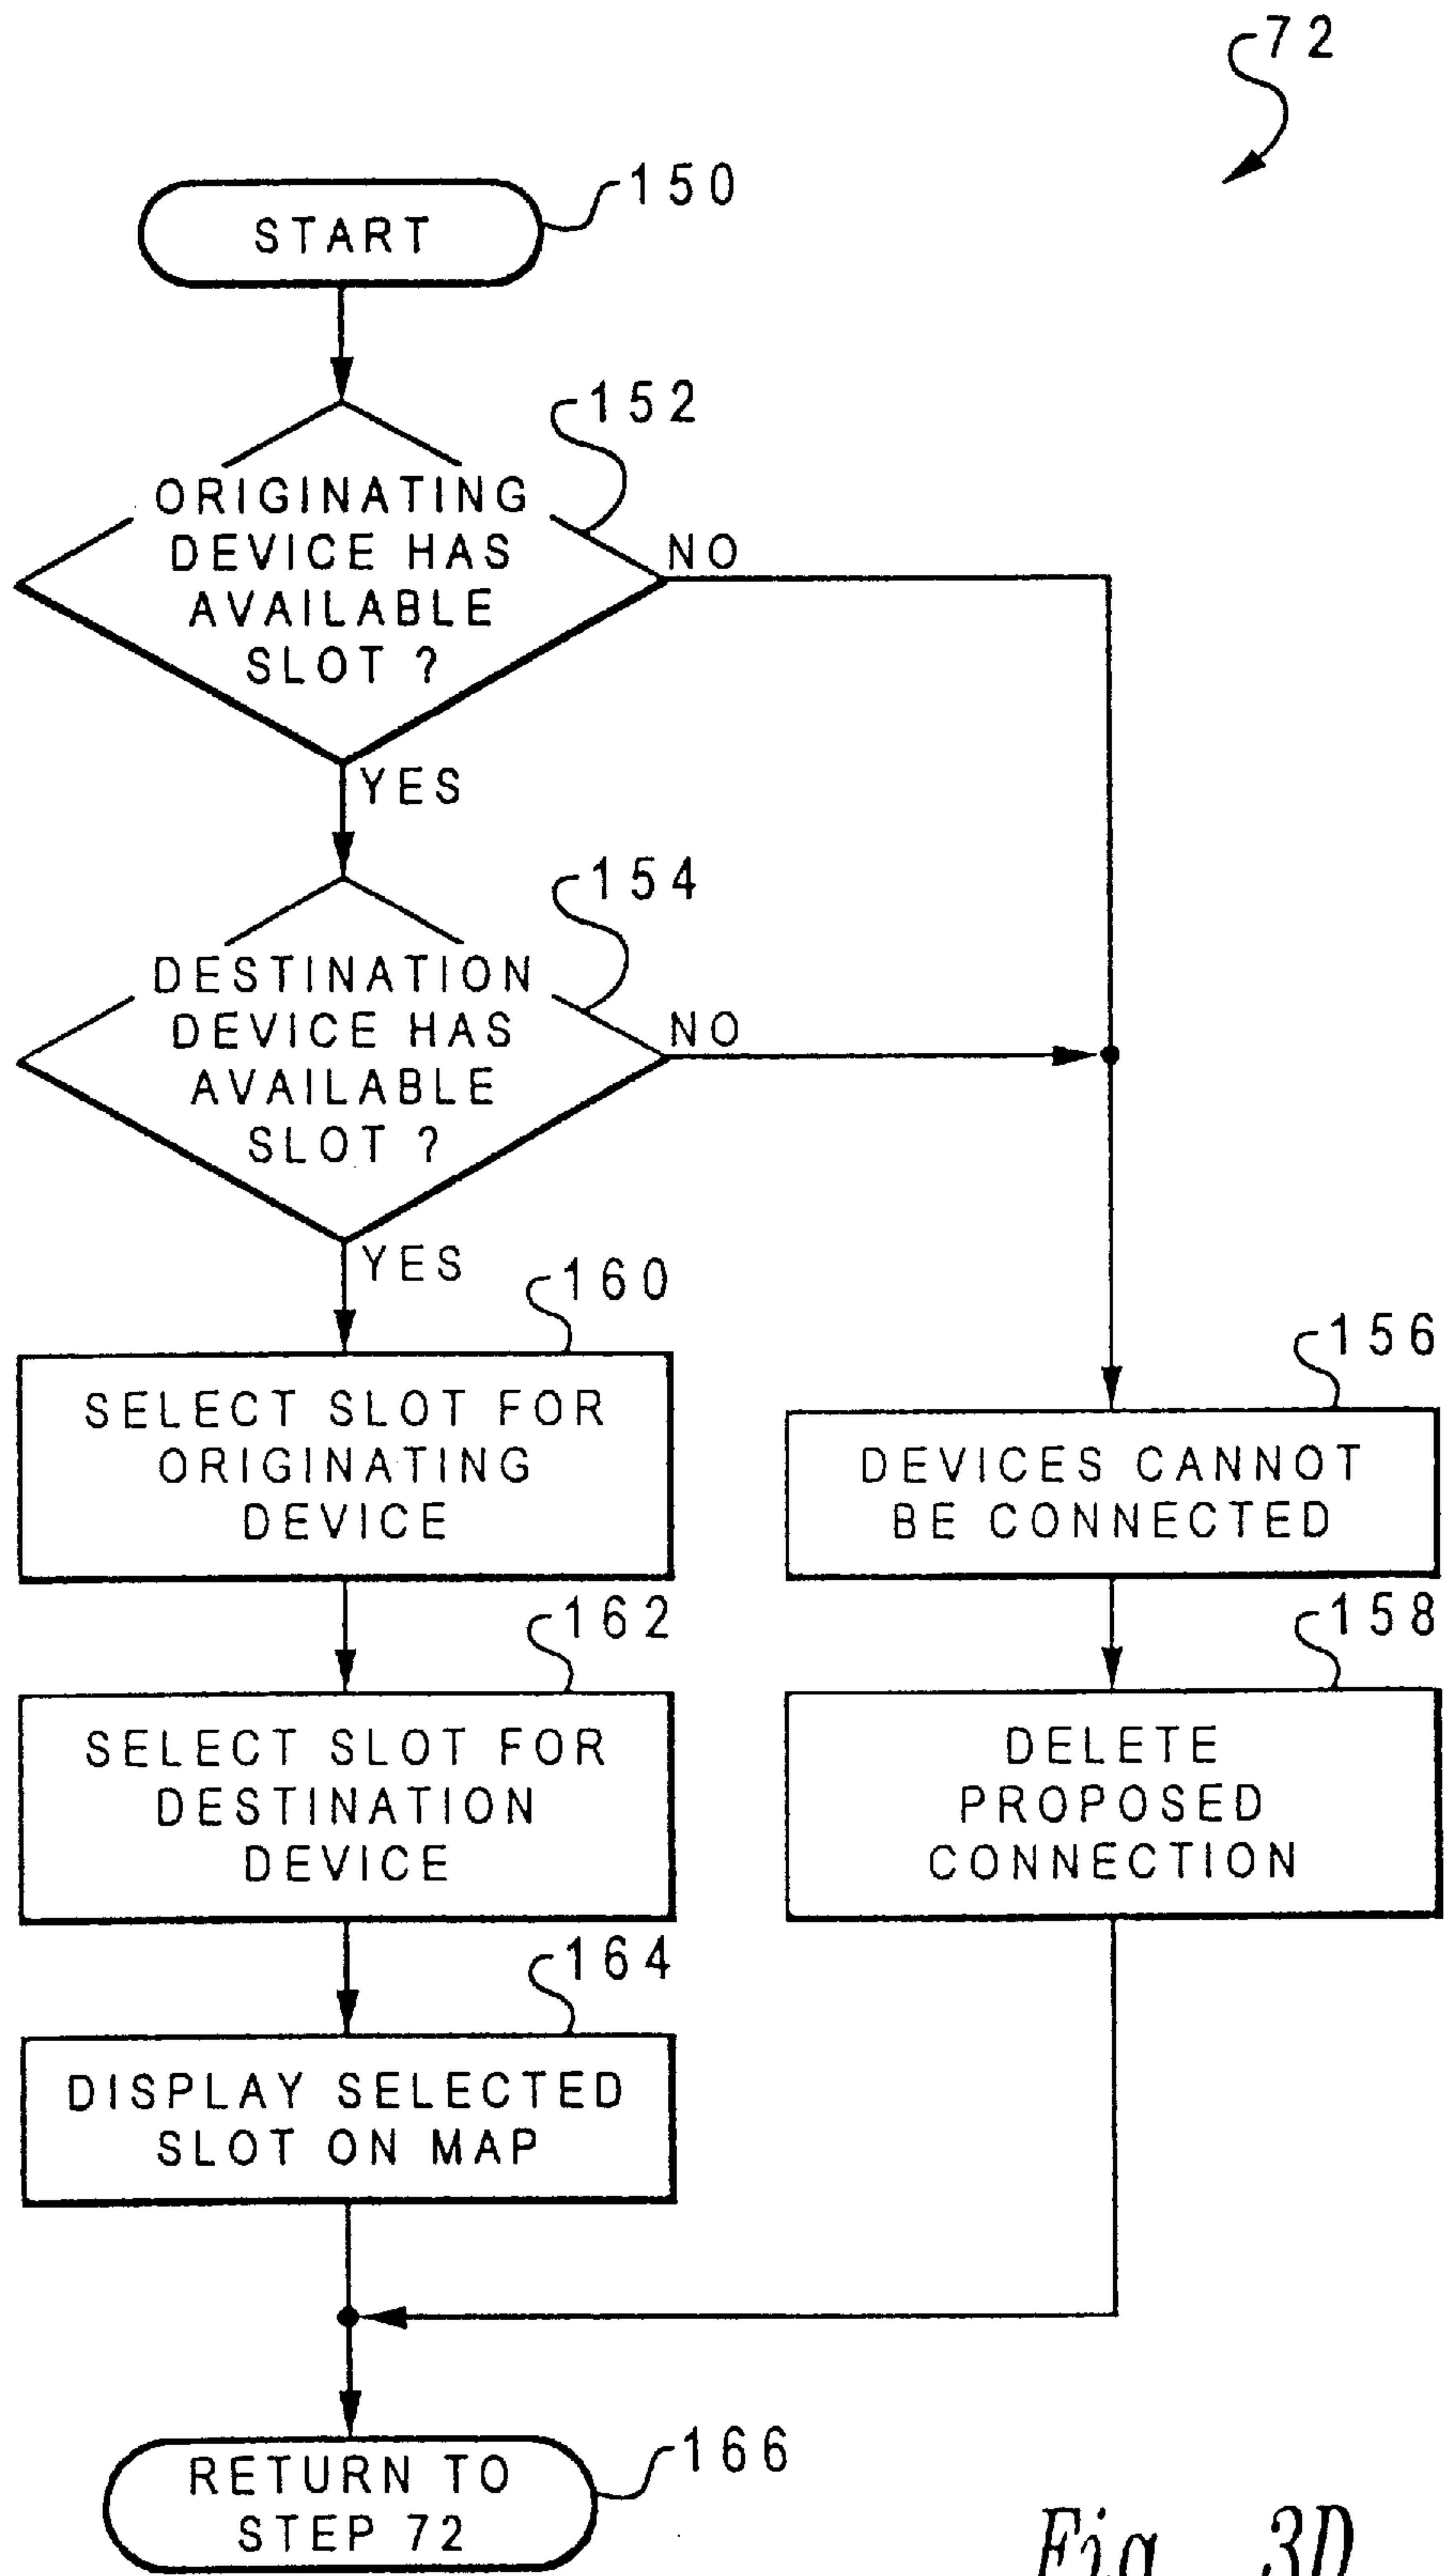 72
START
150
152
ORIGINATING
DEVICE HAS
AVAILABLE
SLOT ?
NO
YES
154
DESTINATION
DEVICE HAS
AVAILABLE
SLOT ?
NO
YES
160
SELECT SLOT FOR
ORIGINATING
DEVICE
156
DEVICES CANNOT
BE CONNECTED
162
SELECT SLOT FOR
DESTINATION
DEVICE
158
DELETE
PROPOSED
CONNECTION
164
DISPLAY SELECTED
SLOT ON MAP
RETURN TO
STEP 72
166
Fig. 3D